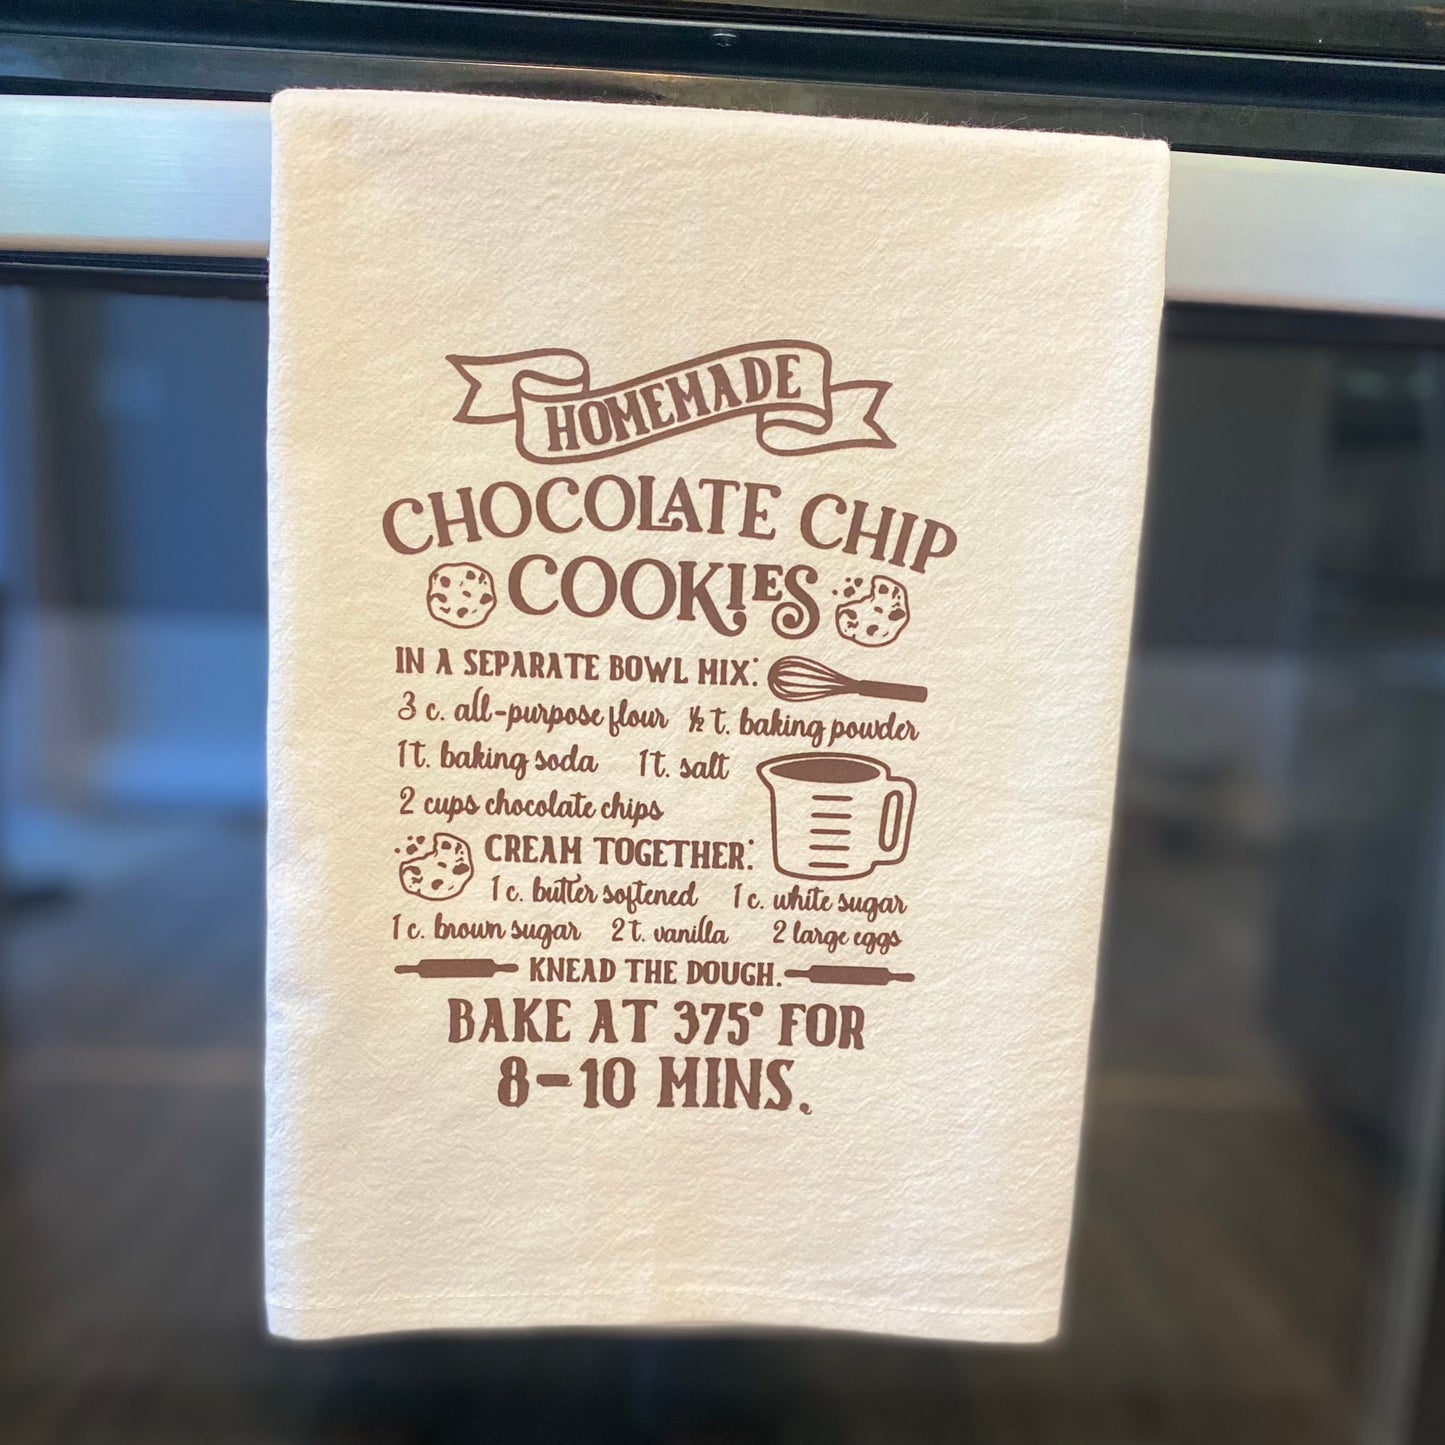 HOMEMADE
CHOCOLATE CHIP
COOKIES
IN A SEPARATE BOWL MIX:
3 c. all-purpose flour ½ t. baking powder
1 t. baking soda 1 t. salt
2 cups chocolate chips
CREAM TOGETHER:
1 c. butter softened 1 c. white sugar
1 c. brown sugar 2 t. vanilla 2 large eggs
KNEAD THE DOUGH.
BAKE AT 375° FOR
8-10 MINS.